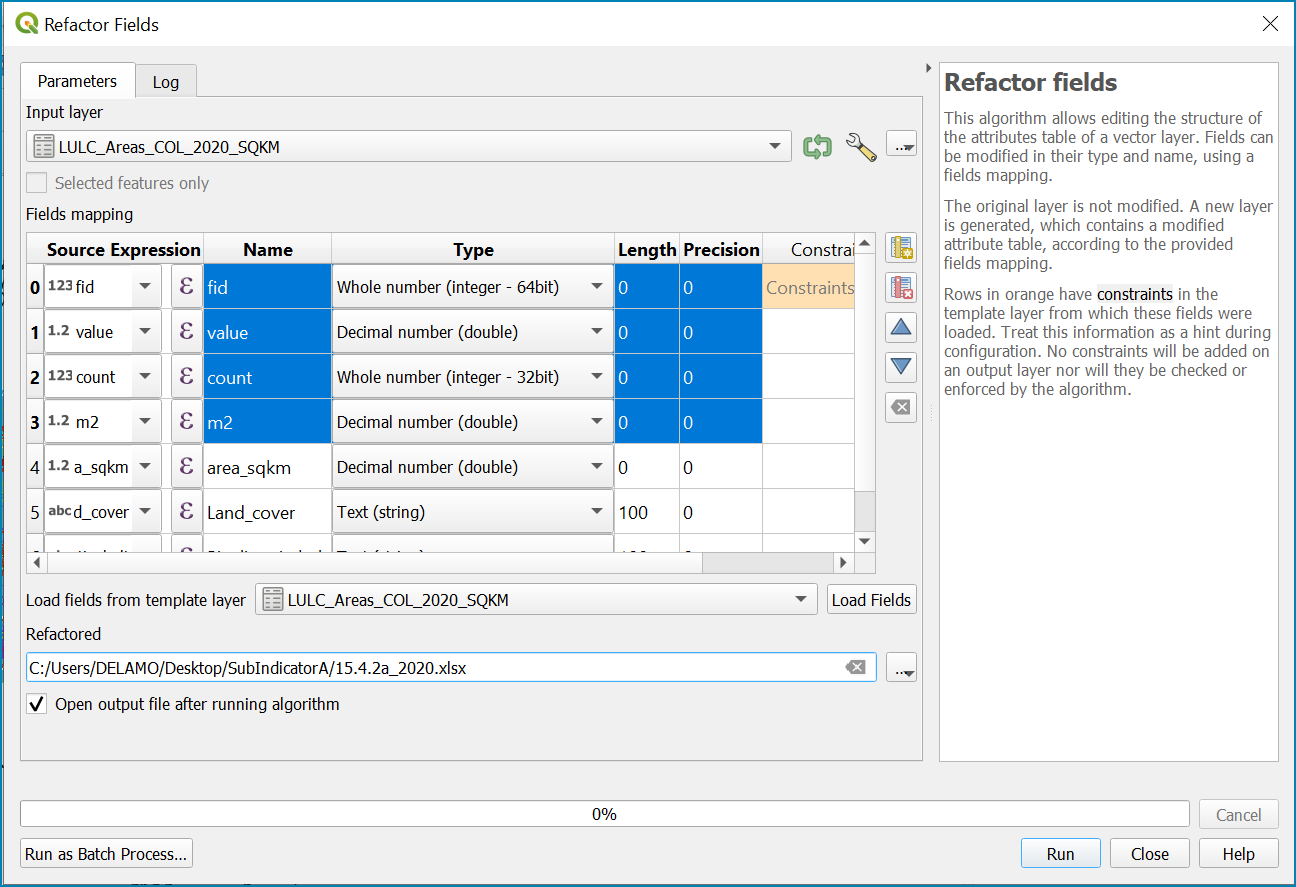 Refactor Fields
Parameters
Log
Input layer
LULC_Areas_COL_2020_SQKM
...
Selected features only
Fields mapping
Source Expression Name Type Length Precision Constrai
0 123 fid ε fid Whole number (integer - 64bit) 0 0 Constraints
1 1.2 value ε value Decimal number (double) 0 0
2 123 count ε count Whole number (integer - 32bit) 0 0
3 1.2 m2 ε m2 Decimal number (double) 0 0
4 1.2 a_sqkm ε area_sqkm Decimal number (double) 0 0
5 abc d_cover ε Land_cover Text (string) 100 0
Load fields from template layer LULC_Areas_COL_2020_SQKM Load Fields
Refactored
C:/Users/DELAMO/Desktop/SubIndicatorA/15.4.2a_2020.xlsx
...
Open output file after running algorithm
Refactor fields
This algorithm allows editing the structure of
the attributes table of a vector layer. Fields can
be modified in their type and name, using a
fields mapping.
The original layer is not modified. A new layer
is generated, which contains a modified
attribute table, according to the provided
fields mapping.
Rows in orange have constraints in the
template layer from which these fields were
loaded. Treat this information as a hint during
configuration. No constraints will be added on
an output layer nor will they be checked or
enforced by the algorithm.
0%
Cancel
Run as Batch Process...
Run
Close
Help